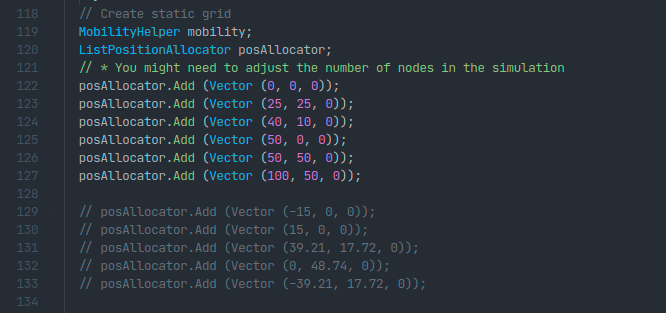 118 // Create static grid
119 MobilityHelper mobility;
120 ListPositionAllocator posAllocator;
121 // * You might need to adjust the number of nodes in the simulation
122 posAllocator.Add (Vector (0, 0, 0));
123 posAllocator.Add (Vector (25, 25, 0));
124 posAllocator.Add (Vector (40, 10, 0));
125 posAllocator.Add (Vector (50, 0, 0));
126 posAllocator.Add (Vector (50, 50, 0));
127 posAllocator.Add (Vector (100, 50, 0));
128
129 // posAllocator.Add (Vector (-15, 0, 0));
130 // posAllocator.Add (Vector (15, 0, 0));
131 // posAllocator.Add (Vector (39.21, 17.72, 0));
132 // posAllocator.Add (Vector (0, 48.74, 0));
133 // posAllocator.Add (Vector (-39.21, 17.72, 0));
134